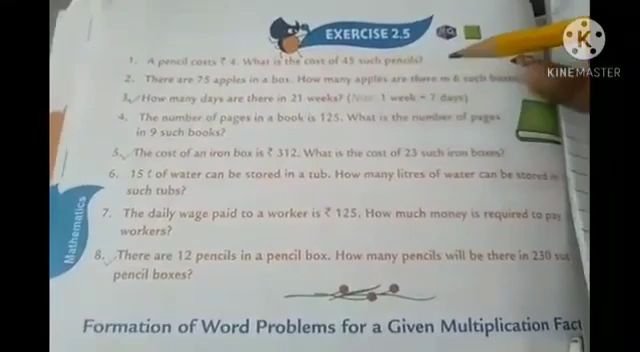 EXERCISE 2.5
1. A pencil costs ₹ 4. What is the cost of 45 such pencils?
2. There are 75 apples in a box. How many apples are there in 6 such boxes
3. How many days are there in 21 weeks? ( 1 week = 7 days)
4. The number of pages in a book is 125. What is the number of pages
in 9 such books?
5. The cost of an iron box is ₹ 312. What is the cost of 23 such iron boxes?
6. 15 ℓ of water can be stored in a tub. How many litres of water can be stored in
such tubs?
7. The daily wage paid to a worker is ₹ 125. How much money is required to pay
workers?
8. There are 12 pencils in a pencil box. How many pencils will be there in 230 suc
pencil boxes?
Formation of Word Problems for a Given Multiplication Fact
Mathematics
K
KINEMASTER